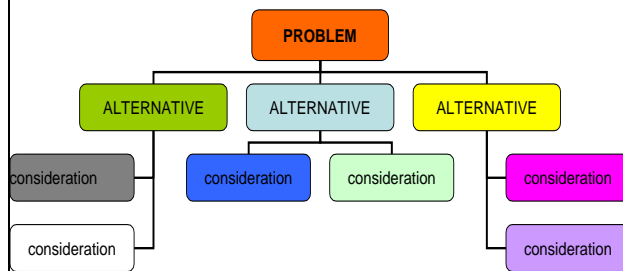 PROBLEM
ALTERNATIVE ALTERNATIVE ALTERNATIVE
consideration consideration consideration consideration
consideration consideration